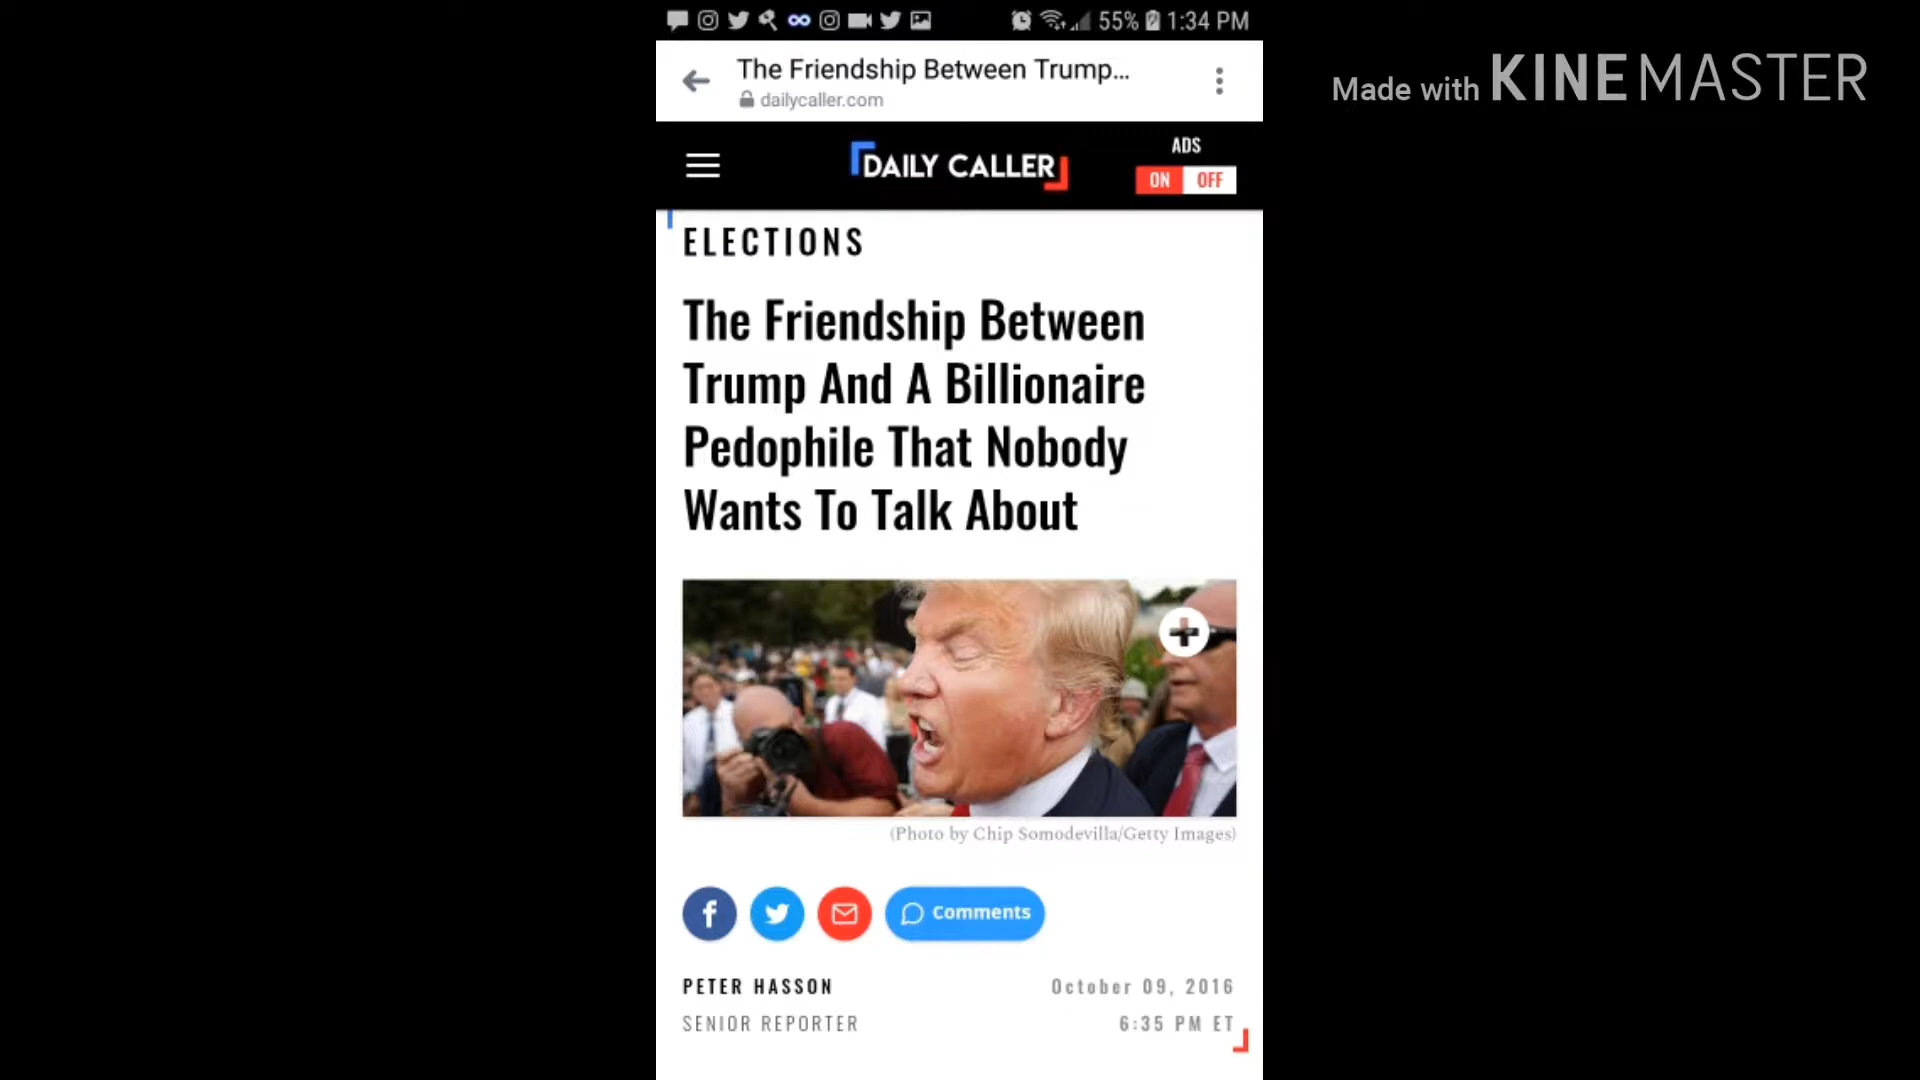 55% 1:34 PM
The Friendship Between Trump...
dailycaller.com
Made with KINEMASTER
DAILY CALLER
ADS
ON OFF
ELECTIONS
The Friendship Between
Trump And A Billionaire
Pedophile That Nobody
Wants To Talk About
(Photo by Chip Somodevilla/Getty Images)
Comments
PETER HASSON
October 09, 2016
SENIOR REPORTER
6:35 PM ET